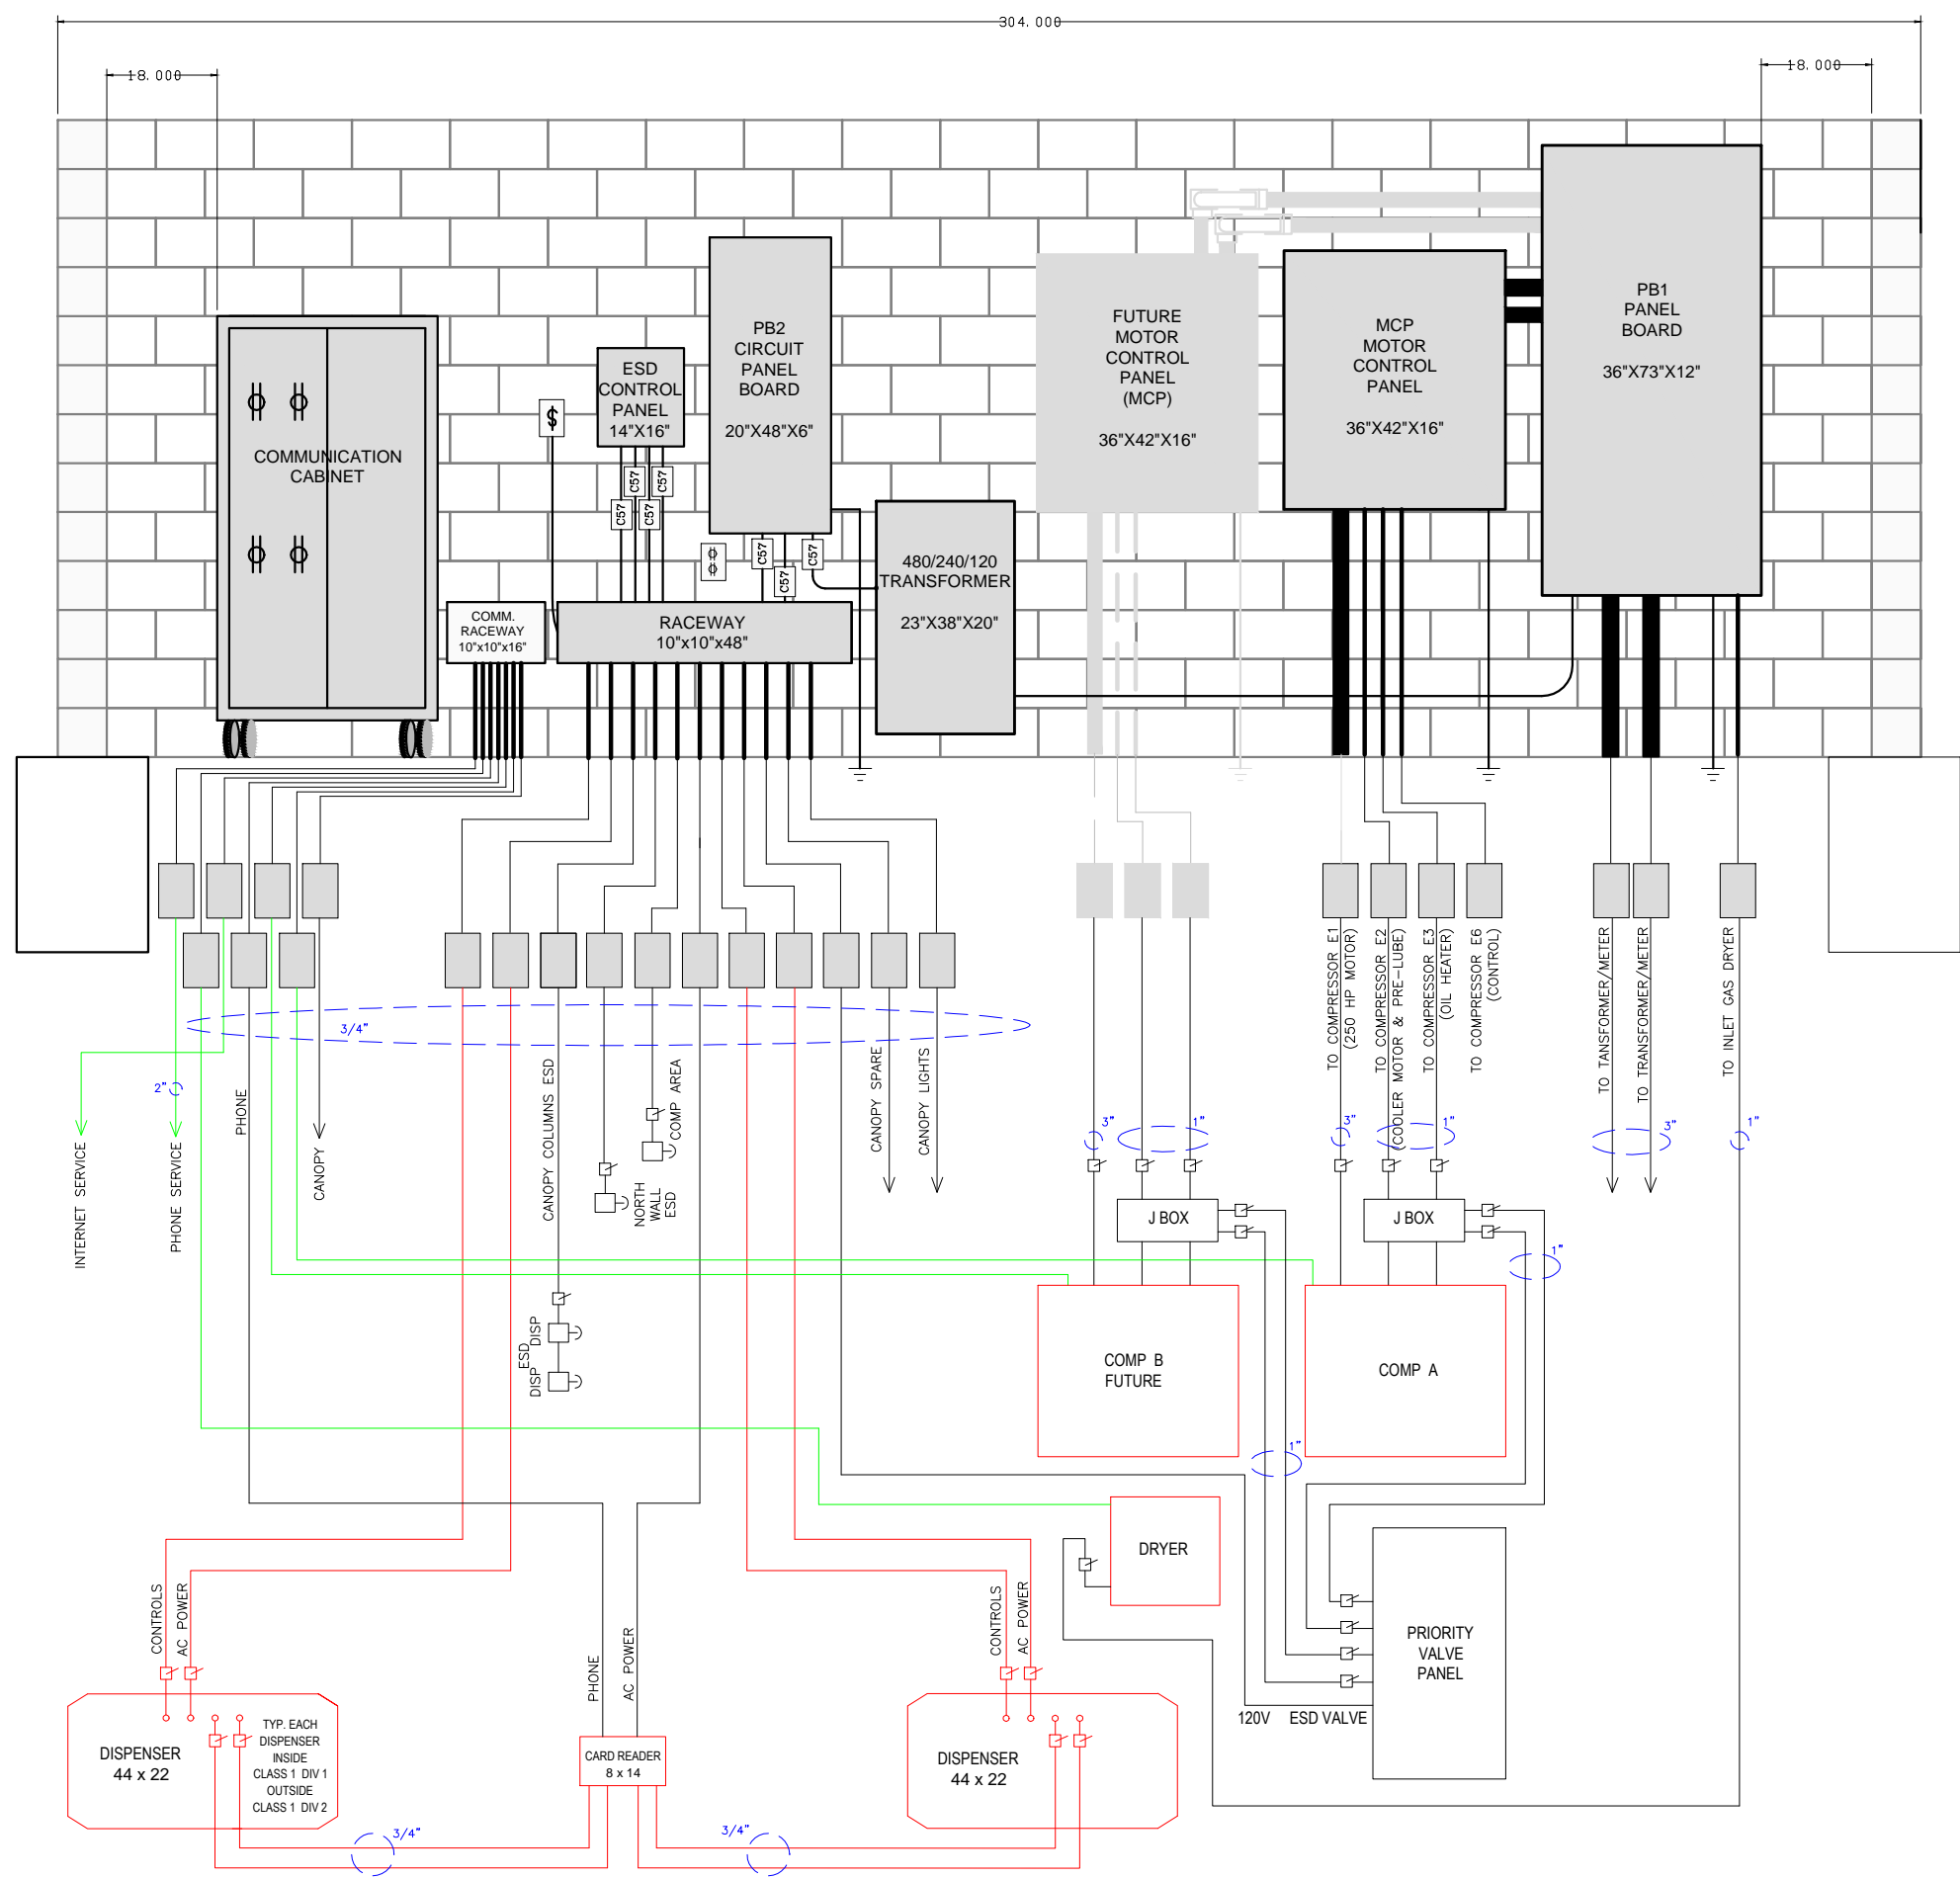 304.000
18.000
18.000
PB1
PANEL
BOARD
36"X73"X12"
FUTURE
MOTOR
CONTROL
PANEL
(MCP)
36"X42"X16"
MCP
MOTOR
CONTROL
PANEL
36"X42"X16"
PB2
CIRCUIT
PANEL
BOARD
20"X48"X6"
ESD
CONTROL
PANEL
14"X16"
$
COMMUNICATION
CABINET
C57
C57
C57
C57
C57
C57
C57
480/240/120
TRANSFORMER
23"X38"X20"
COMM.
RACEWAY
10"x10"x16"
RACEWAY
10"x10"x48"
3/4"
2"
INTERNET SERVICE
PHONE SERVICE
PHONE
CANOPY
CANOPY COLUMNS ESD
NORTH
WALL
ESD
COMP AREA
CANOPY SPARE
CANOPY LIGHTS
TO COMPRESSOR E1
(250 HP MOTOR)
TO COMPRESSOR E2
(COOLER MOTOR & PRE-LUBE)
TO COMPRESSOR E3
(OIL HEATER)
TO COMPRESSOR E6
(CONTROL)
TO TANSFORMER/METER
TO TRANSFORMER/METER
TO INLET GAS DRYER
3"
1"
3"
1"
3"
1"
J BOX
J BOX
1"
DISP
ESD
DISP
COMP B
FUTURE
COMP A
1"
DRYER
CONTROLS
AC POWER
PHONE
AC POWER
CONTROLS
AC POWER
PRIORITY
VALVE
PANEL
120V ESD VALVE
DISPENSER
44 x 22
TYP. EACH
DISPENSER
INSIDE
CLASS 1 DIV 1
OUTSIDE
CLASS 1 DIV 2
CARD READER
8 x 14
DISPENSER
44 x 22
3/4"
3/4"